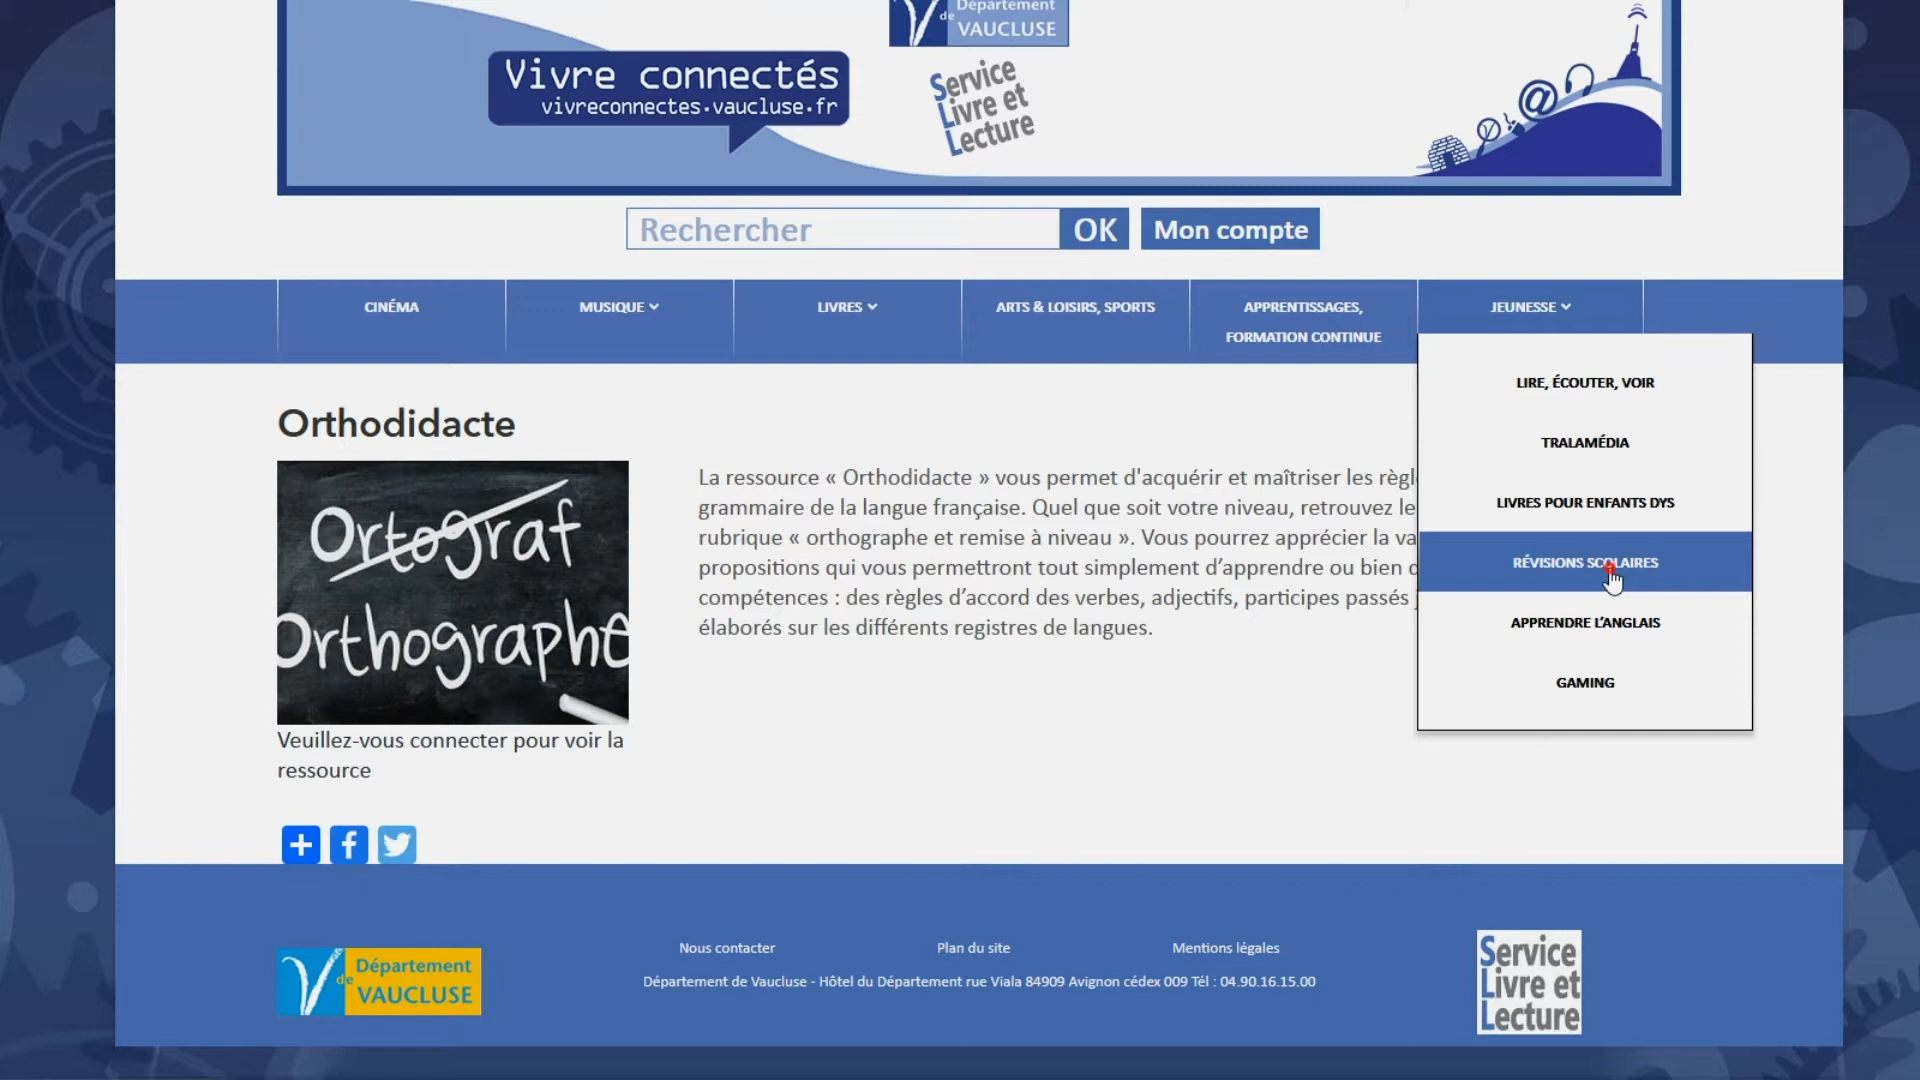 Département
de VAUCLUSE
Vivre connectés
vivreconnectes.vaucluse.fr
Service
Livre et
Lecture
Rechercher
OK
Mon compte
CINÉMA
MUSIQUE
LIVRES
ARTS & LOISIRS, SPORTS
APPRENTISSAGES,
FORMATION CONTINUE
JEUNESSE
LIRE, ÉCOUTER, VOIR
TRALAMÉDIA
LIVRES POUR ENFANTS DYS
RÉVISIONS SCOLAIRES
APPRENDRE L'ANGLAIS
GAMING
Orthodidacte
Ortograf
Orthographe
La ressource « Orthodidacte » vous permet d'acquérir et maîtriser les
grammaire de la langue française. Quel que soit votre niveau, retrouvez
rubrique « orthographe et remise à niveau ». Vous pourrez apprécier la
propositions qui vous permettront tout simplement d’apprendre ou bien
compétences : des règles d’accord des verbes, adjectifs, participes passés
élaborés sur les différents registres de langues.
Veuillez-vous connecter pour voir la
ressource
Département
de VAUCLUSE
Nous contacter
Plan du site
Mentions légales
Département de Vaucluse - Hôtel du Département rue Viala 84909 Avignon cédex 009 Tél : 04.90.16.15.00
Service
Livre et
Lecture